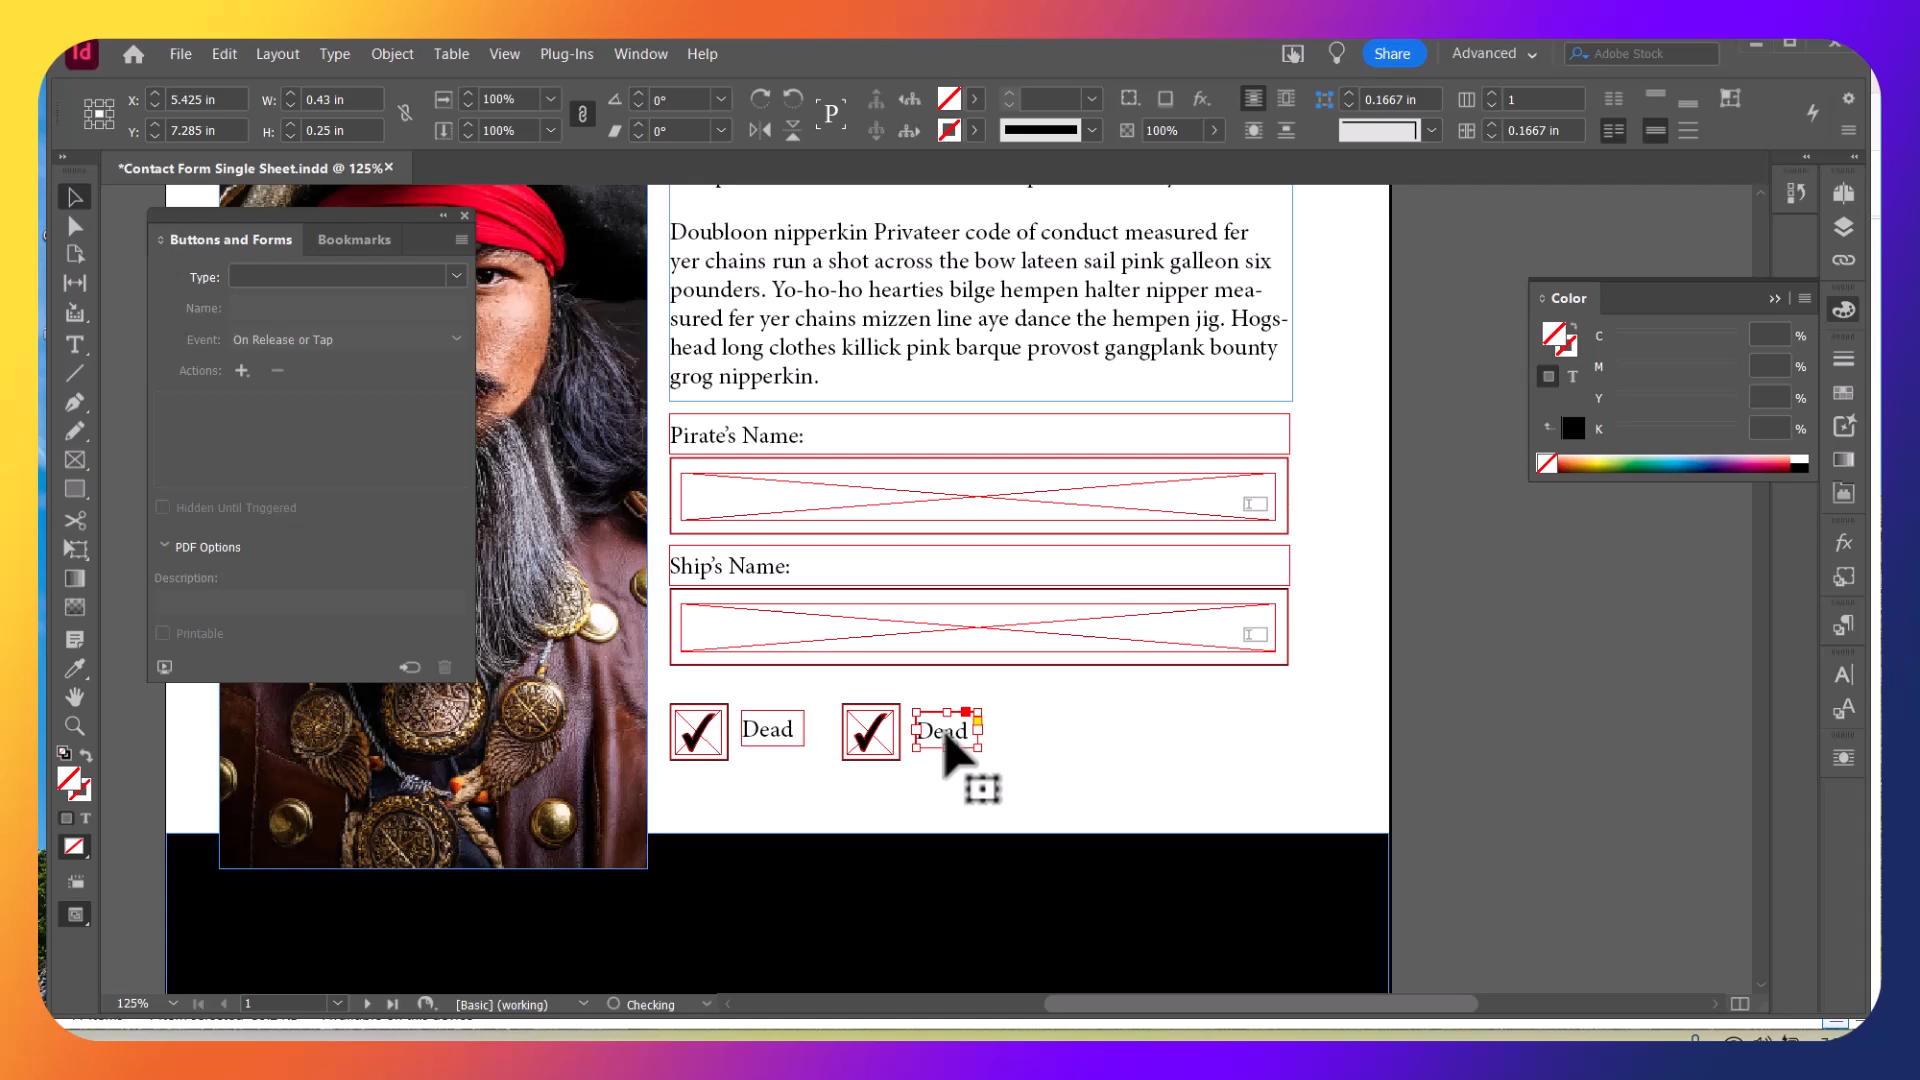 Id File Edit Layout Type Object Table View Plug-Ins Window Help Share Advanced Adobe Stock
X: 5.425 in W: 0.43 in 100% 0° P fx. 0.1667 in 1
Y: 7.285 in H: 0.25 in 100% 0° 100% 0.1667 in
*Contact Form Single Sheet.indd @ 125%
Buttons and Forms Bookmarks
Type:
Name:
Event: On Release or Tap
Actions:
Hidden Until Triggered
PDF Options
Description:
Printable
Doubloon nipperkin Privateer code of conduct measured fer
yer chains run a shot across the bow lateen sail pink galleon six
pounders. Yo-ho-ho hearties bilge hempen halter nipper mea-
sured fer yer chains mizzen line aye dance the hempen jig. Hogs-
head long clothes killick pink barque provost gangplank bounty
grog nipperkin.
Pirate’s Name:
Ship’s Name:
Dead Dead
Color
C %
M %
Y %
K %
125% 1 [Basic] (working) Checking